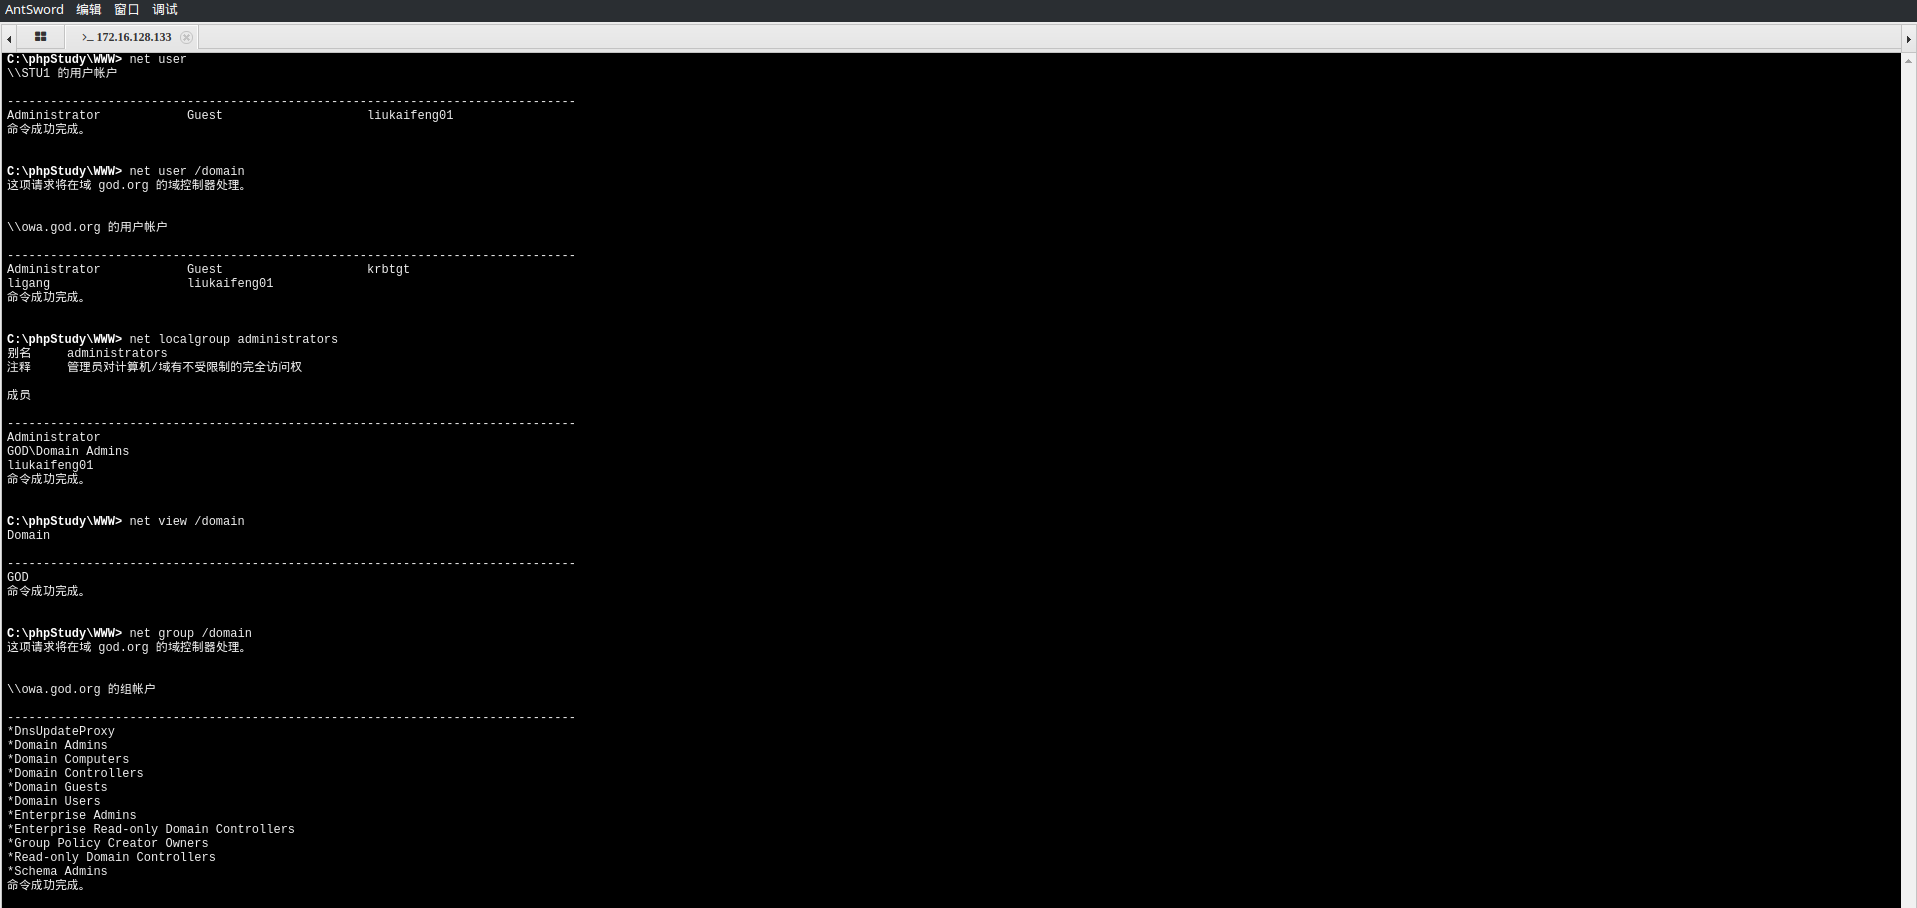 AntSword 编辑 窗口 调试
>_ 172.16.128.133
C:\phpStudy\WWW> net user
\\STU1 的用户帐户
-------------------------------------------------------------------------------
Administrator            Guest                    liukaifeng01
命令成功完成。
C:\phpStudy\WWW> net user /domain
这项请求将在域 god.org 的域控制器处理。
\\owa.god.org 的用户帐户
-------------------------------------------------------------------------------
Administrator            Guest                    krbtgt
ligang                   liukaifeng01
命令成功完成。
C:\phpStudy\WWW> net localgroup administrators
别名     administrators
注释     管理员对计算机/域有不受限制的完全访问权
成员
-------------------------------------------------------------------------------
Administrator
GOD\Domain Admins
liukaifeng01
命令成功完成。
C:\phpStudy\WWW> net view /domain
Domain
-------------------------------------------------------------------------------
GOD
命令成功完成。
C:\phpStudy\WWW> net group /domain
这项请求将在域 god.org 的域控制器处理。
\\owa.god.org 的组帐户
-------------------------------------------------------------------------------
*DnsUpdateProxy
*Domain Admins
*Domain Computers
*Domain Controllers
*Domain Guests
*Domain Users
*Enterprise Admins
*Enterprise Read-only Domain Controllers
*Group Policy Creator Owners
*Read-only Domain Controllers
*Schema Admins
命令成功完成。